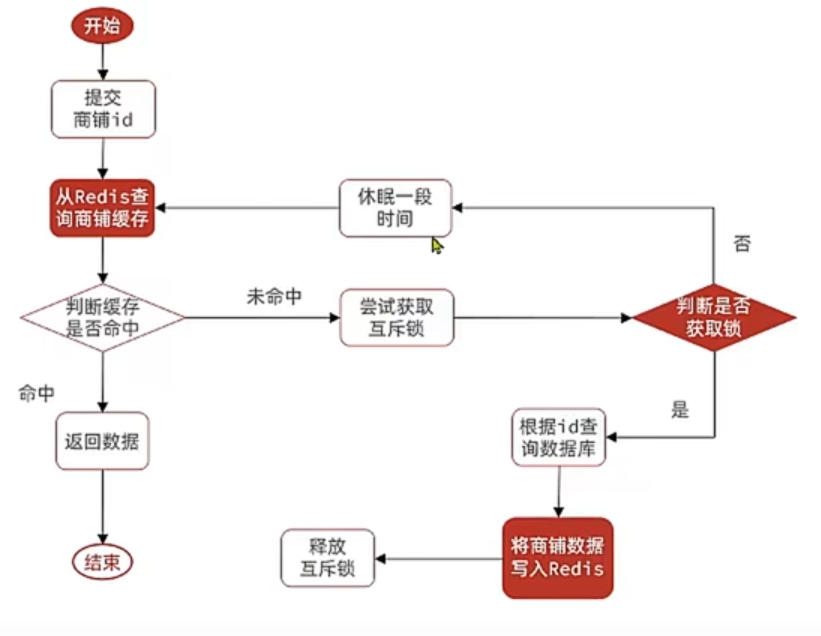 开始
提交
商铺id
从Redis查
询商铺缓存
休眠一段
时间
否
判断缓存
是否命中
未命中
尝试获取
互斥锁
判断是否
获取锁
命中
是
返回数据
根据id查
询数据库
结束
释放
互斥锁
将商铺数据
写入Redis